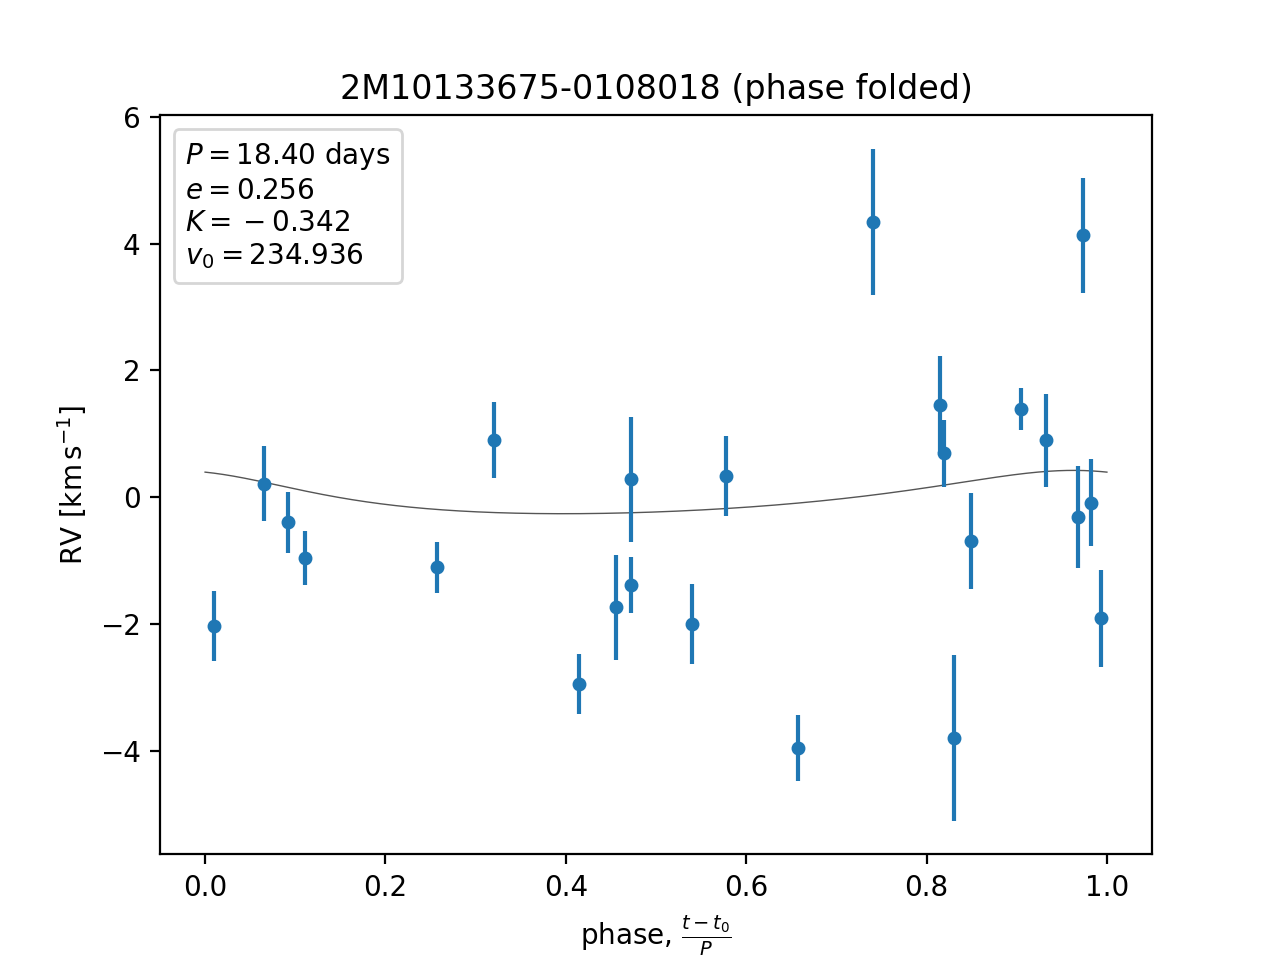 2M10133675-0108018 (phase folded)
P = 18.40 days
e = 0.256
K = −0.342
v₀ = 234.936
RV [km s⁻¹]
6
4
2
0
−2
−4
0.0 0.2 0.4 0.6 0.8 1.0
phase, (t − t₀)/P